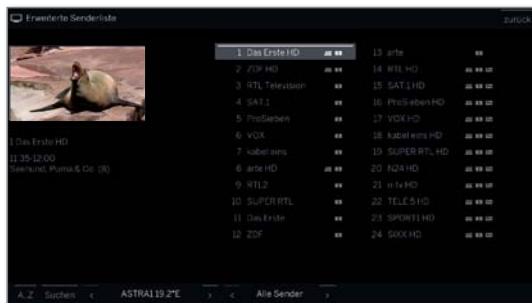 Erweiterte Senderliste
zurück
1 Das Erste HD
2 ZDF HD
3 RTL Television
4 SAT.1
5 ProSieben
6 VOX
7 kabel eins
8 arte HD
9 RTL2
10 SUPER RTL
11 Das Erste
12 ZDF
13 arte
14 RTL HD
15 SAT.1 HD
16 ProSieben HD
17 VOX HD
18 kabel eins HD
19 SUPER RTL HD
20 N24 HD
21 mtv HD
22 TELE 5 HD
23 SPORT1 HD
24 SIXX HD
1 Das Erste HD
11:35-12:00
Seehund, Puma & Co. (8)
A..Z Suchen < ASTRA1 19.2°E > < Alle Sender >